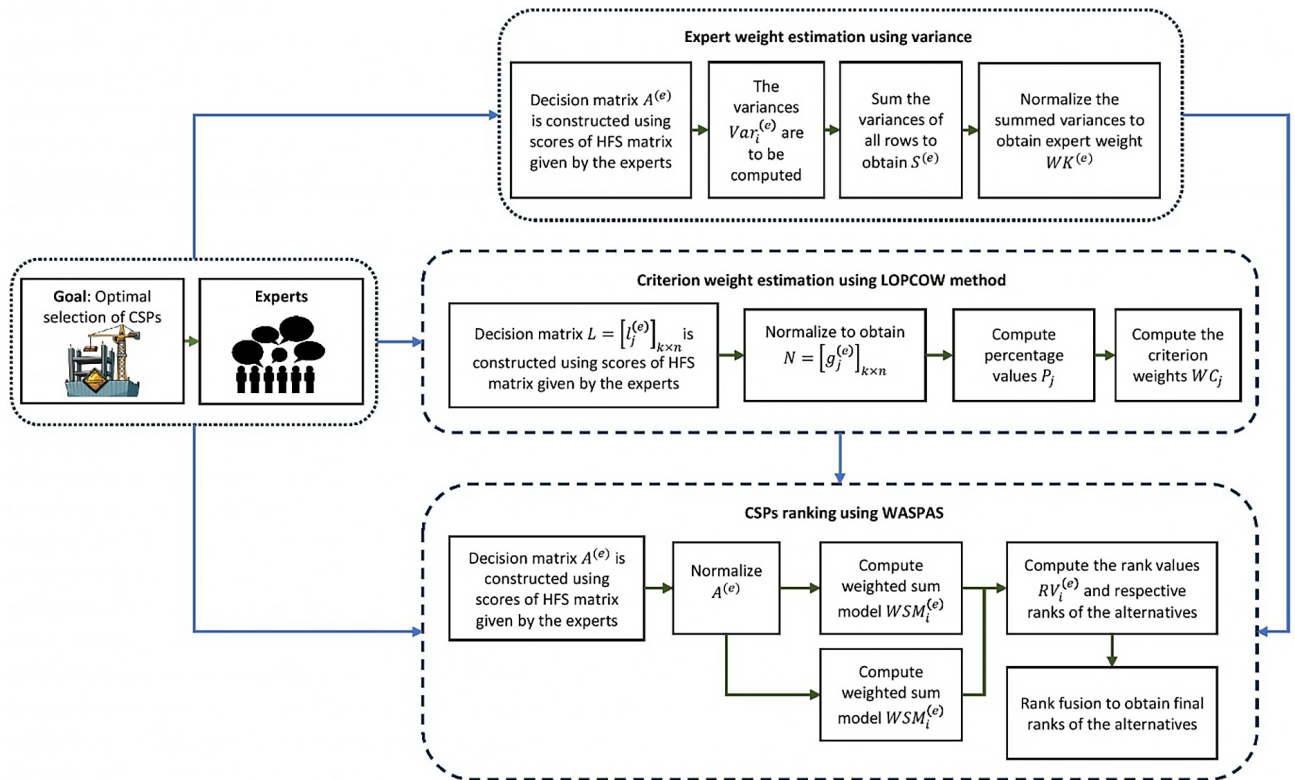 Expert weight estimation using variance
Decision matrix $A^{(e)}$
is constructed using
scores of HFS matrix
given by the experts
The
variances
$Var_i^{(e)}$ are
to be
computed
Sum the
variances of
all rows to
obtain $S^{(e)}$
Normalize the
summed variances to
obtain expert weight
$WK^{(e)}$
Goal: Optimal
selection of CSPs
Experts
Criterion weight estimation using LOPCOW method
Decision matrix $L = \left[l_j^{(e)}\right]_{k \times n}$ is
constructed using scores of HFS
matrix given by the experts
Normalize to obtain
$N = \left[g_j^{(e)}\right]_{k \times n}$
Compute
percentage
values $P_j$
Compute the
criterion
weights $WC_j$
CSPs ranking using WASPAS
Decision matrix $A^{(e)}$ is
constructed using
scores of HFS matrix
given by the experts
Normalize
$A^{(e)}$
Compute
weighted sum
model $WSM_i^{(e)}$
Compute
weighted sum
model $WSM_i^{(e)}$
Compute the rank values
$RV_i^{(e)}$ and respective
ranks of the alternatives
Rank fusion to obtain final
ranks of the alternatives